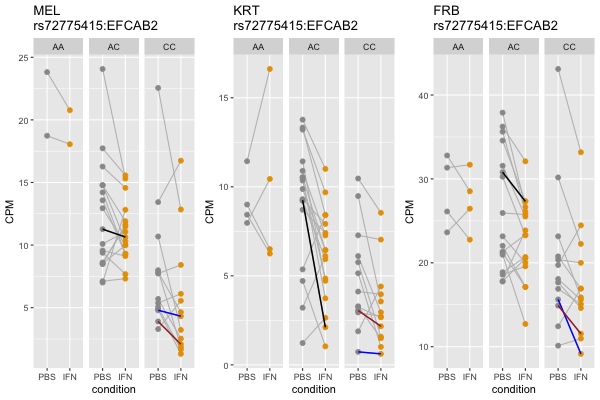 MEL
rs72775415:EFCAB2
AA AC CC
25
20
15
10
5
CPM
PBS IFN PBS IFN PBS IFN
condition
KRT
rs72775415:EFCAB2
AA AC CC
15
10
5
0
CPM
PBS IFN PBS IFN PBS IFN
condition
FRB
rs72775415:EFCAB2
AA AC CC
40
30
20
10
CPM
PBS IFN PBS IFN PBS IFN
condition